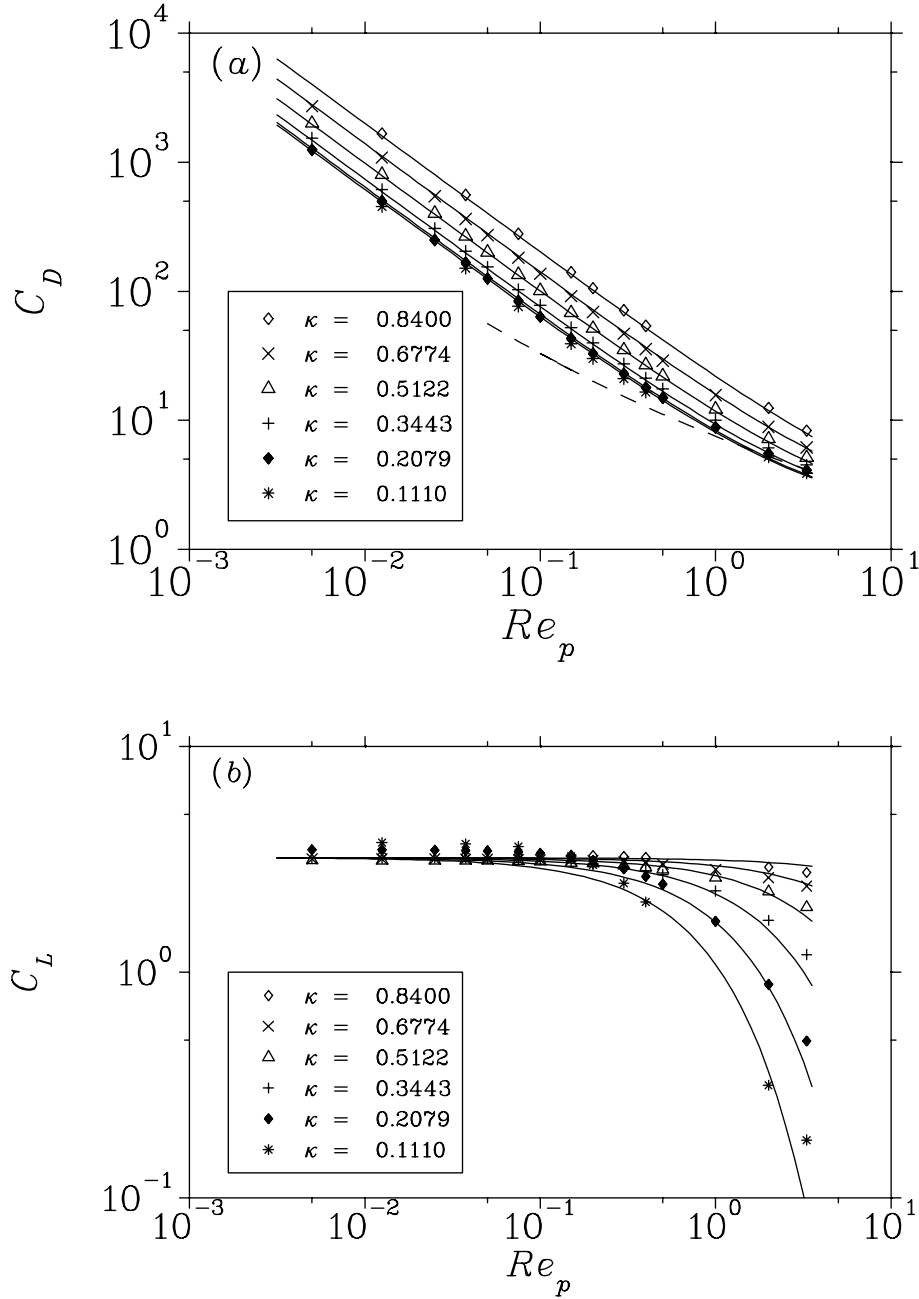 (a)
10^4
10^3
10^2
10^1
10^0
C_D
κ = 0.8400
κ = 0.6774
κ = 0.5122
κ = 0.3443
κ = 0.2079
κ = 0.1110
10^-3 10^-2 10^-1 10^0 10^1
Re_p
(b)
10^1
10^0
10^-1
C_L
κ = 0.8400
κ = 0.6774
κ = 0.5122
κ = 0.3443
κ = 0.2079
κ = 0.1110
10^-3 10^-2 10^-1 10^0 10^1
Re_p